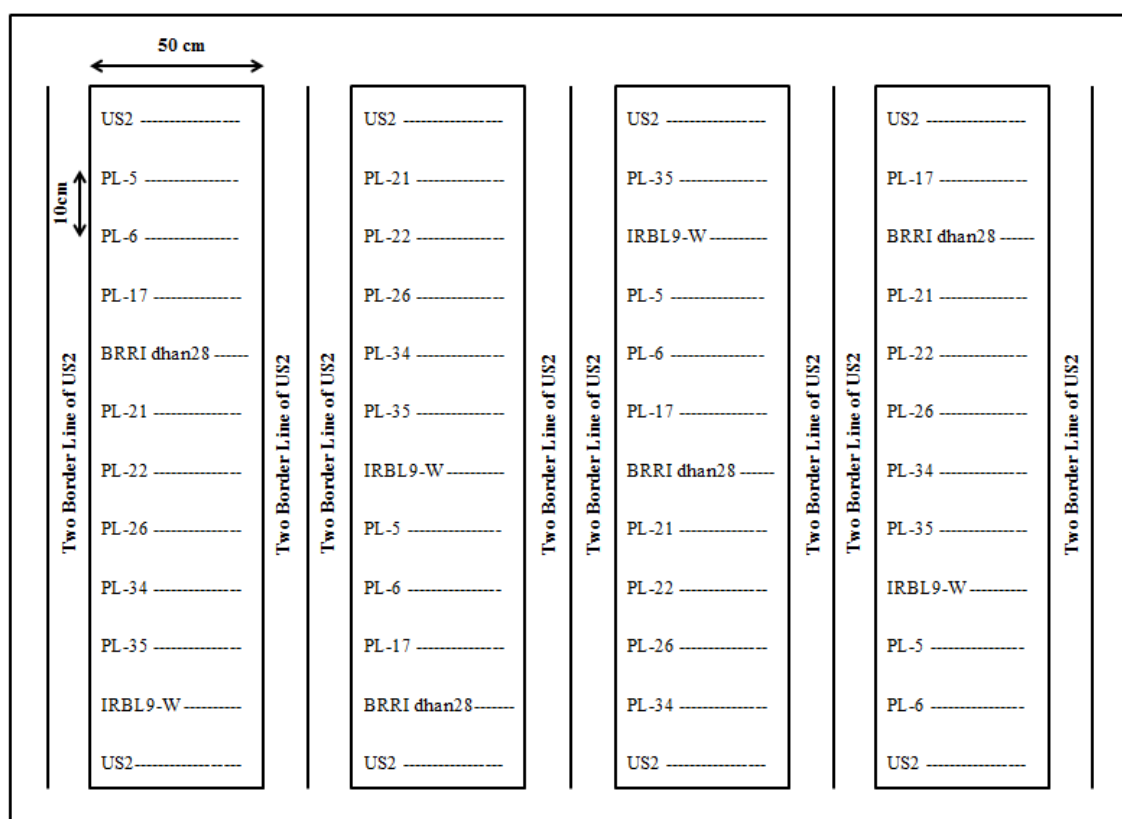 50 cm
10cm
Two Border Line of US2
US2 -----------------
PL-5 ----------------
PL-6 ----------------
PL-17 ---------------
BRRI dhan28 ------
PL-21 ---------------
PL-22 ---------------
PL-26 ---------------
PL-34 ---------------
PL-35 ---------------
IRBL9-W----------
US2------------------
Two Border Line of US2
Two Border Line of US2
US2 -----------------
PL-21 ---------------
PL-22 ---------------
PL-26 ---------------
PL-34 ---------------
PL-35 ---------------
IRBL9-W----------
PL-5 ----------------
PL-6 ----------------
PL-17 ---------------
BRRI dhan28-------
US2 -----------------
Two Border Line of US2
Two Border Line of US2
US2 -----------------
PL-35 ---------------
IRBL9-W----------
PL-5 ----------------
PL-6 ----------------
PL-17 ---------------
BRRI dhan28 ------
PL-21 ---------------
PL-22 ---------------
PL-26 ---------------
PL-34 ---------------
US2 -----------------
Two Border Line of US2
Two Border Line of US2
US2 -----------------
PL-17 ---------------
BRRI dhan28 ------
PL-21 ---------------
PL-22 ---------------
PL-26 ---------------
PL-34 ---------------
PL-35 ---------------
IRBL9-W----------
PL-5 ----------------
PL-6 ----------------
US2 -----------------
Two Border Line of US2